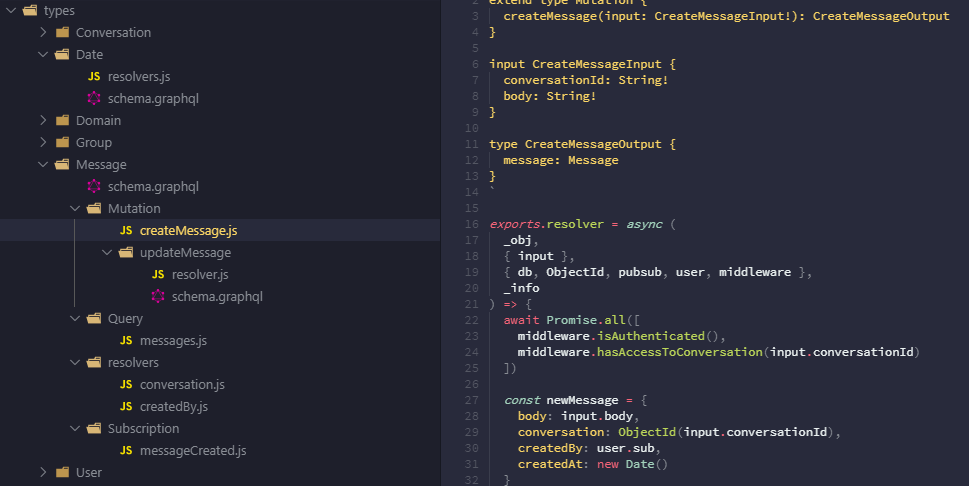 types
Conversation
Date
JS resolvers.js
schema.graphql
Domain
Group
Message
schema.graphql
Mutation
JS createMessage.js
updateMessage
JS resolver.js
schema.graphql
Query
JS messages.js
resolvers
JS conversation.js
JS createdBy.js
Subscription
JS messageCreated.js
User
2 extend type Mutation {
3   createMessage(input: CreateMessageInput!): CreateMessageOutput
4 }
5
6 input CreateMessageInput {
7   conversationId: String!
8   body: String!
9 }
10
11 type CreateMessageOutput {
12   message: Message
13 }
14 `
15
16 exports.resolver = async (
17   _obj,
18   { input },
19   { db, ObjectId, pubsub, user, middleware },
20   _info
21 ) => {
22   await Promise.all([
23     middleware.isAuthenticated(),
24     middleware.hasAccessToConversation(input.conversationId)
25   ])
26
27   const newMessage = {
28     body: input.body,
29     conversation: ObjectId(input.conversationId),
30     createdBy: user.sub,
31     createdAt: new Date()
32   }